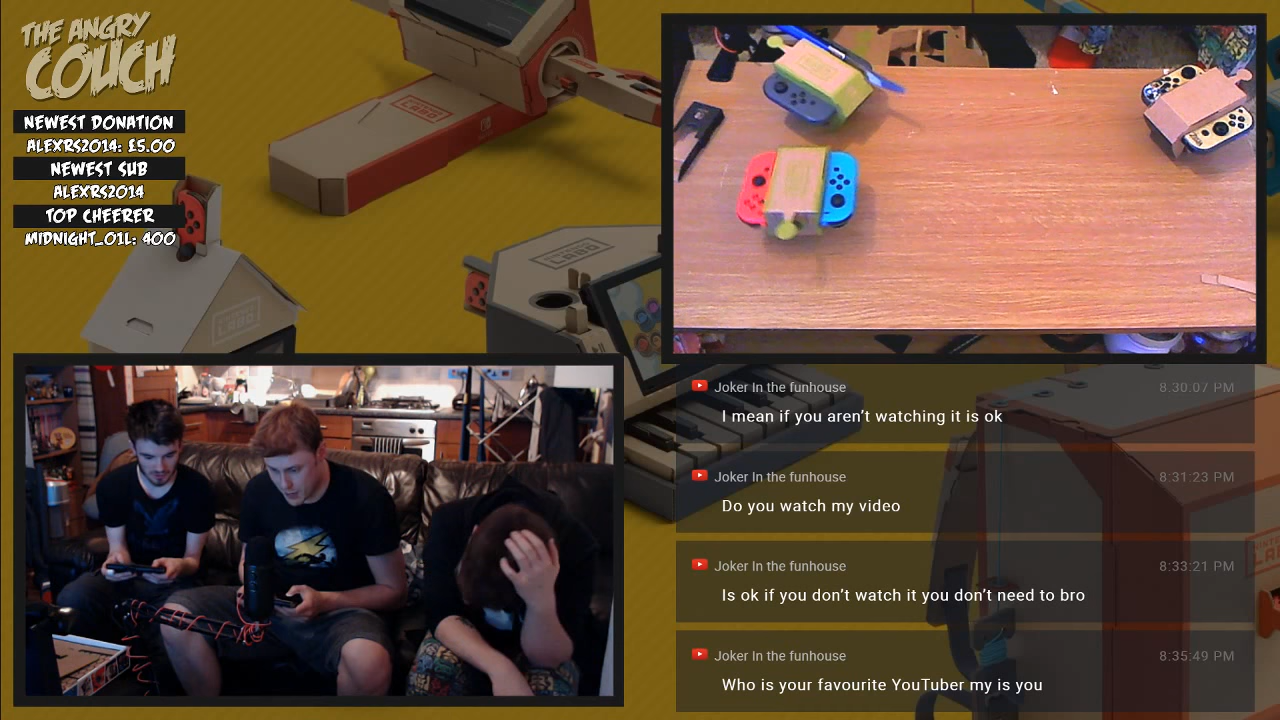 THE ANGRY
COUCH
NEWEST DONATION
ALEXRS2014: £5.00
NEWEST SUB
ALEXRS2014
TOP CHEERER
MIDNIGHT_01L: 400
LABO
LABO
LABO
Joker In the funhouse 8:30:07 PM
I mean if you aren’t watching it is ok
Joker In the funhouse 8:31:23 PM
Do you watch my video
Joker In the funhouse 8:33:21 PM
Is ok if you don’t watch it you don’t need to bro
Joker In the funhouse 8:35:49 PM
Who is your favourite YouTuber my is you